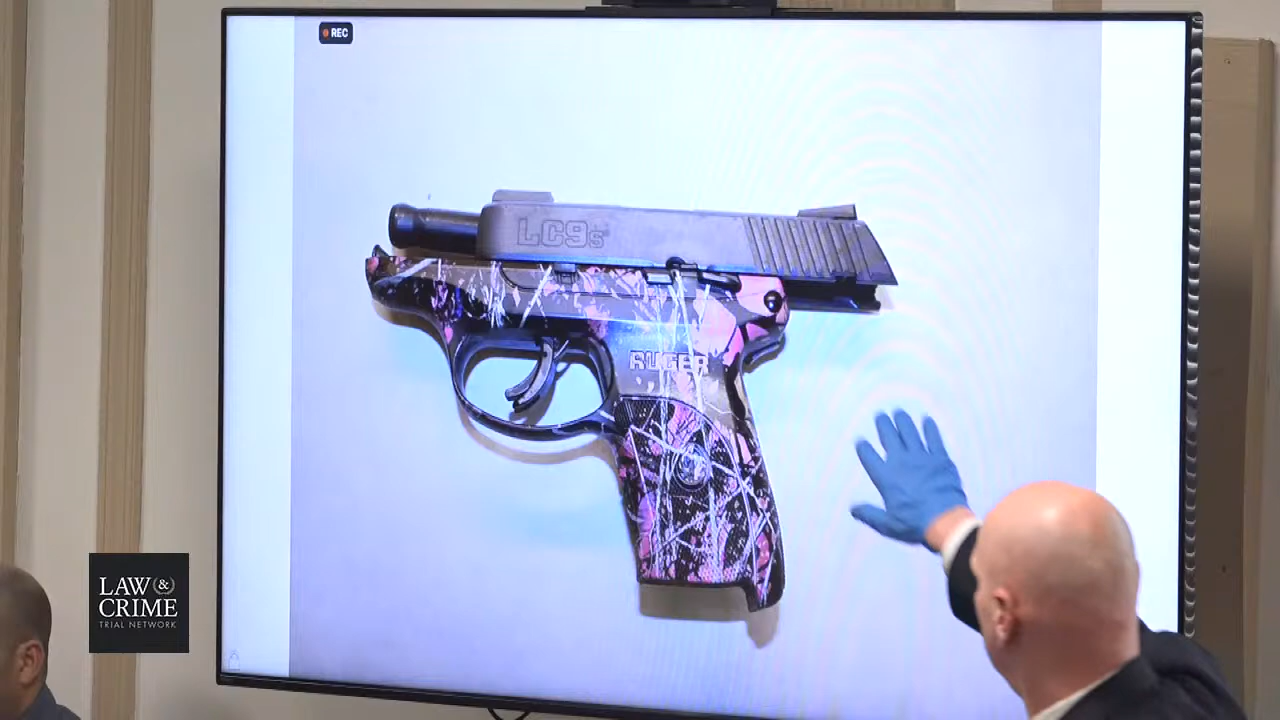 REC
LC9s
RUGER
LAW &
CRIME
TRIAL NETWORK